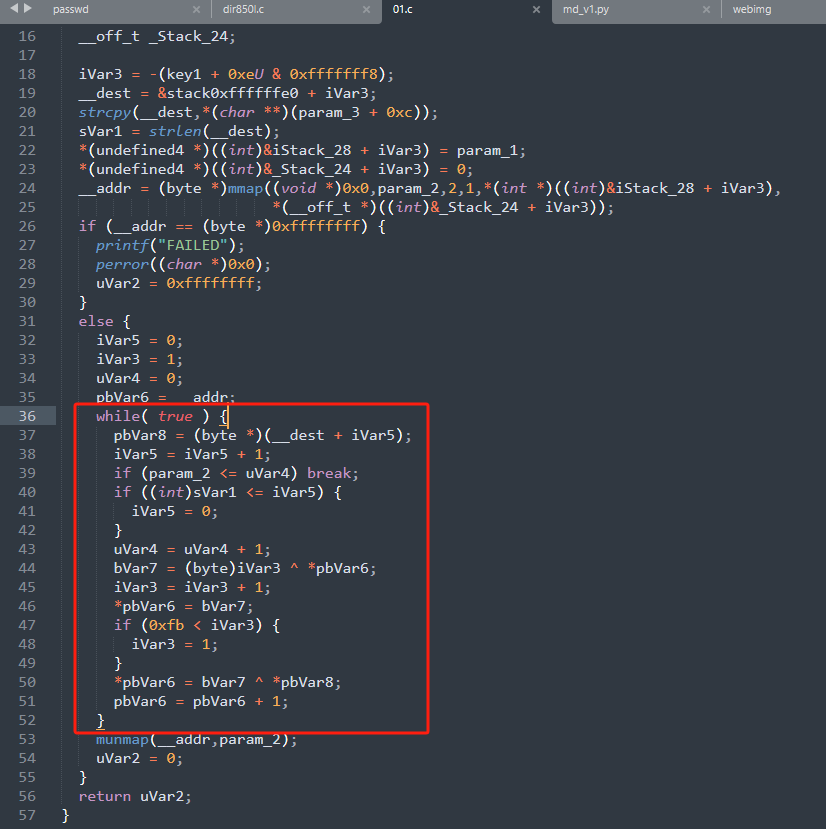 passwd × dir850l.c × 01.c × md_v1.py × webimg
16 __off_t _Stack_24;
17
18 iVar3 = -(key1 + 0xeU & 0xfffffff8);
19 __dest = &stack0xffffffe0 + iVar3;
20 strcpy(__dest,*(char **)(param_3 + 0xc));
21 sVar1 = strlen(__dest);
22 *(undefined4 *)((int)&iStack_28 + iVar3) = param_1;
23 *(undefined4 *)((int)&_Stack_24 + iVar3) = 0;
24 __addr = (byte *)mmap((void *)0x0,param_2,2,1,*(int *)((int)&iStack_28 + iVar3),
25 *(__off_t *)((int)&_Stack_24 + iVar3));
26 if (__addr == (byte *)0xffffffff) {
27 printf("FAILED");
28 perror((char *)0x0);
29 uVar2 = 0xffffffff;
30 }
31 else {
32 iVar5 = 0;
33 iVar3 = 1;
34 uVar4 = 0;
35 pbVar6 = __addr;
36 while( true ) {
37 pbVar8 = (byte *)(__dest + iVar5);
38 iVar5 = iVar5 + 1;
39 if (param_2 <= uVar4) break;
40 if ((int)sVar1 <= iVar5) {
41 iVar5 = 0;
42 }
43 uVar4 = uVar4 + 1;
44 bVar7 = (byte)iVar3 ^ *pbVar6;
45 iVar3 = iVar3 + 1;
46 *pbVar6 = bVar7;
47 if (0xfb < iVar3) {
48 iVar3 = 1;
49 }
50 *pbVar6 = bVar7 ^ *pbVar8;
51 pbVar6 = pbVar6 + 1;
52 }
53 munmap(__addr,param_2);
54 uVar2 = 0;
55 }
56 return uVar2;
57 }